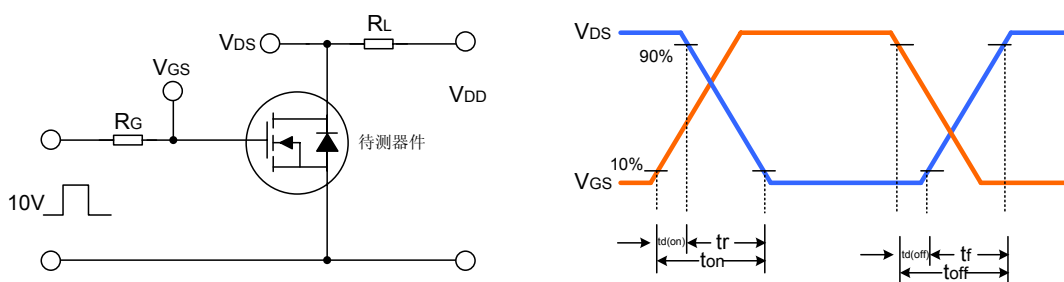 RL
VDS
VGS
VDD
RG
待测器件
10V
VDS
90%
10%
VGS
td(on)
tr
ton
td(off)
tf
toff